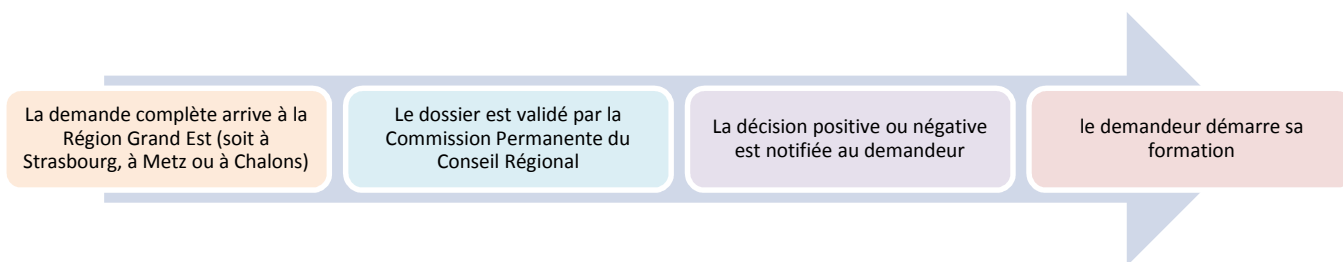 La demande complète arrive à la
Région Grand Est (soit à
Strasbourg, à Metz ou à Chalons)
Le dossier est validé par la
Commission Permanente du
Conseil Régional
La décision positive ou négative
est notifiée au demandeur
le demandeur démarre sa
formation